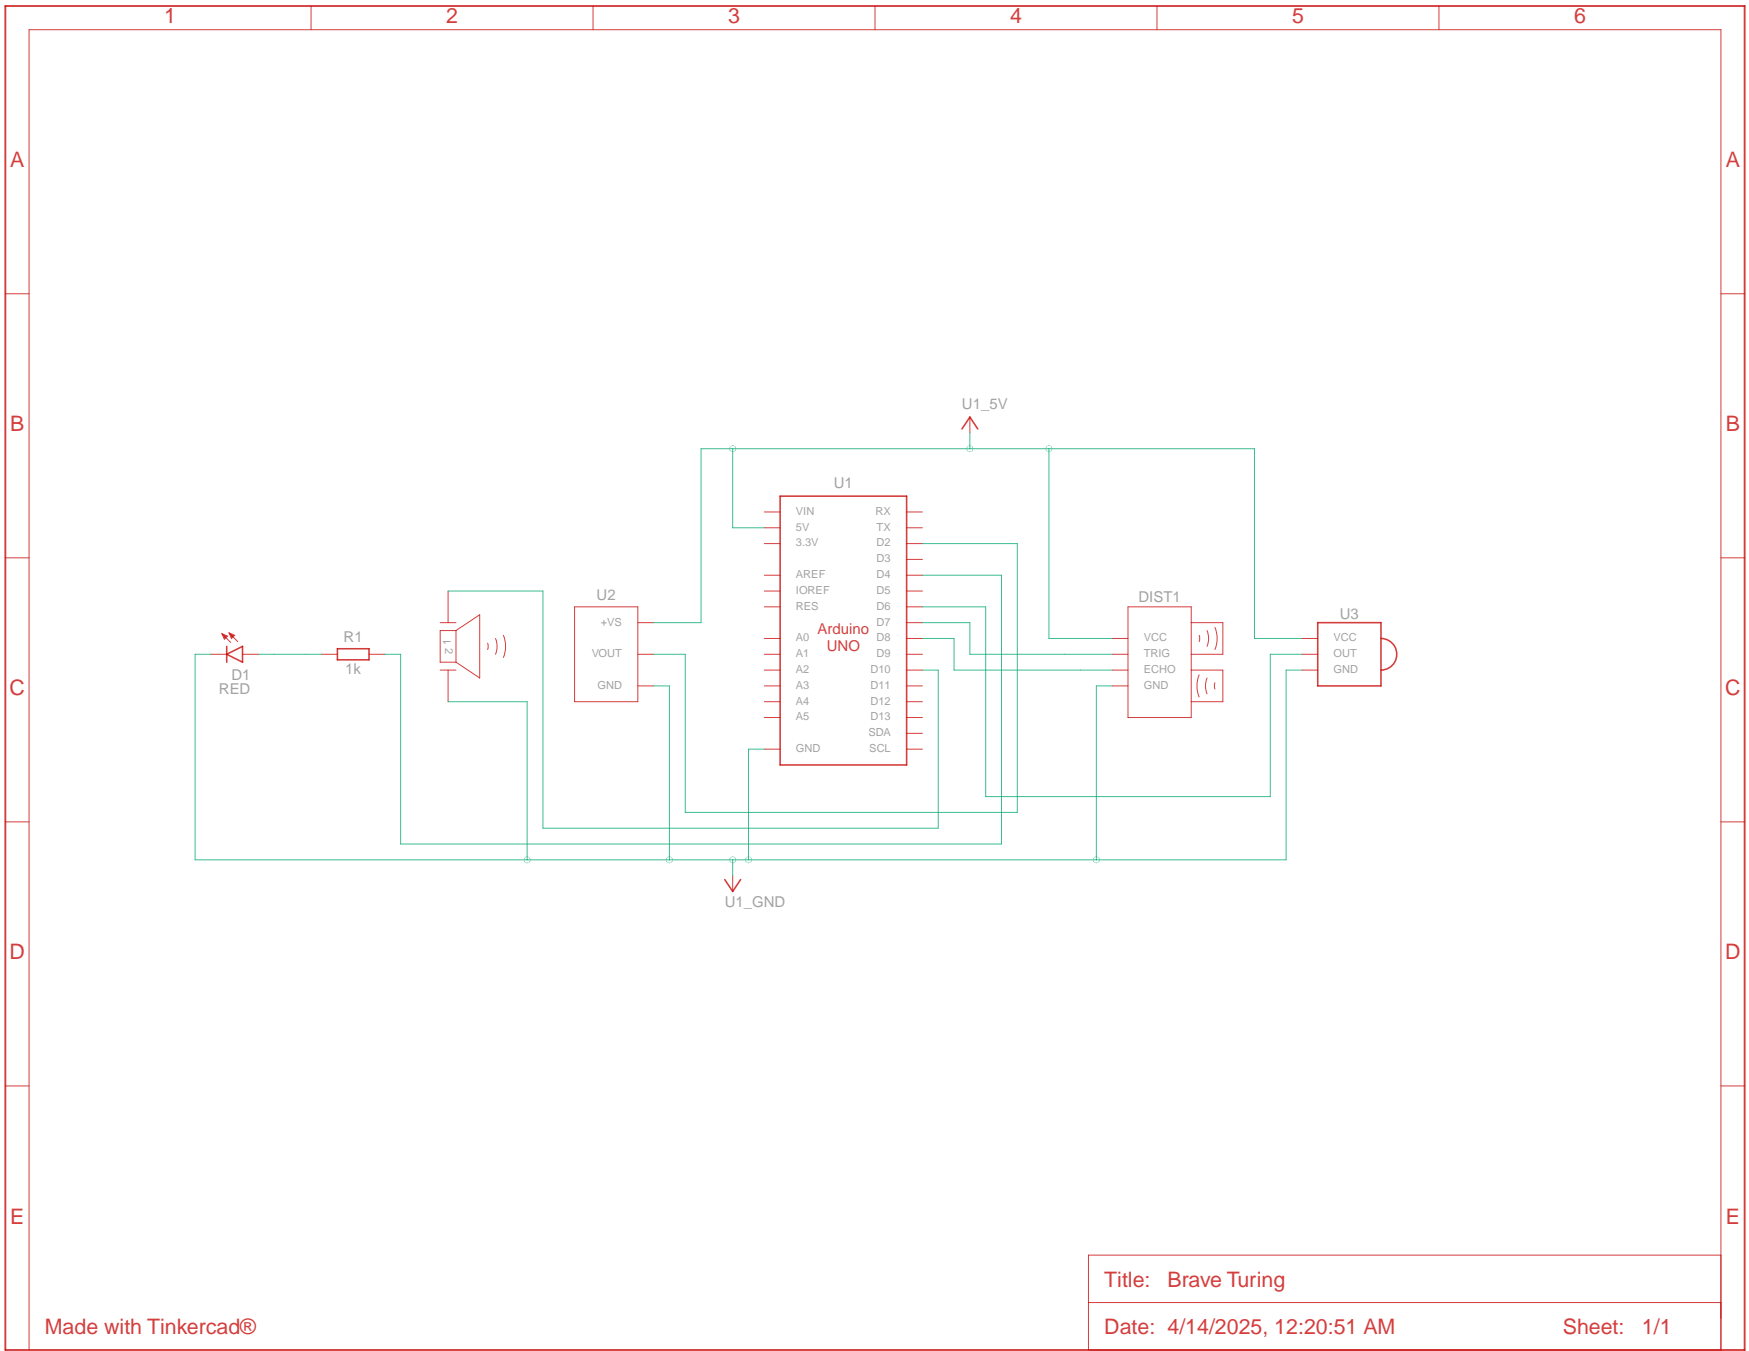 1 2 3 4 5 6
A A
U1_5V
B B
U1
VIN RX
5V TX
3.3V D2
D3
AREF D4
IOREF D5
RES D6
D7
A0 D8
A1 D9
A2 D10
A3 D11
A4 D12
A5 D13
SDA
GND SCL
Arduino
UNO
U2
+VS
VOUT
GND
DIST1
VCC
TRIG
ECHO
GND
U3
VCC
OUT
GND
R1
1k
D1
RED
1 2
C C
U1_GND
D D
E E
Title: Brave Turing
Made with Tinkercad®
Date: 4/14/2025, 12:20:51 AM Sheet: 1/1